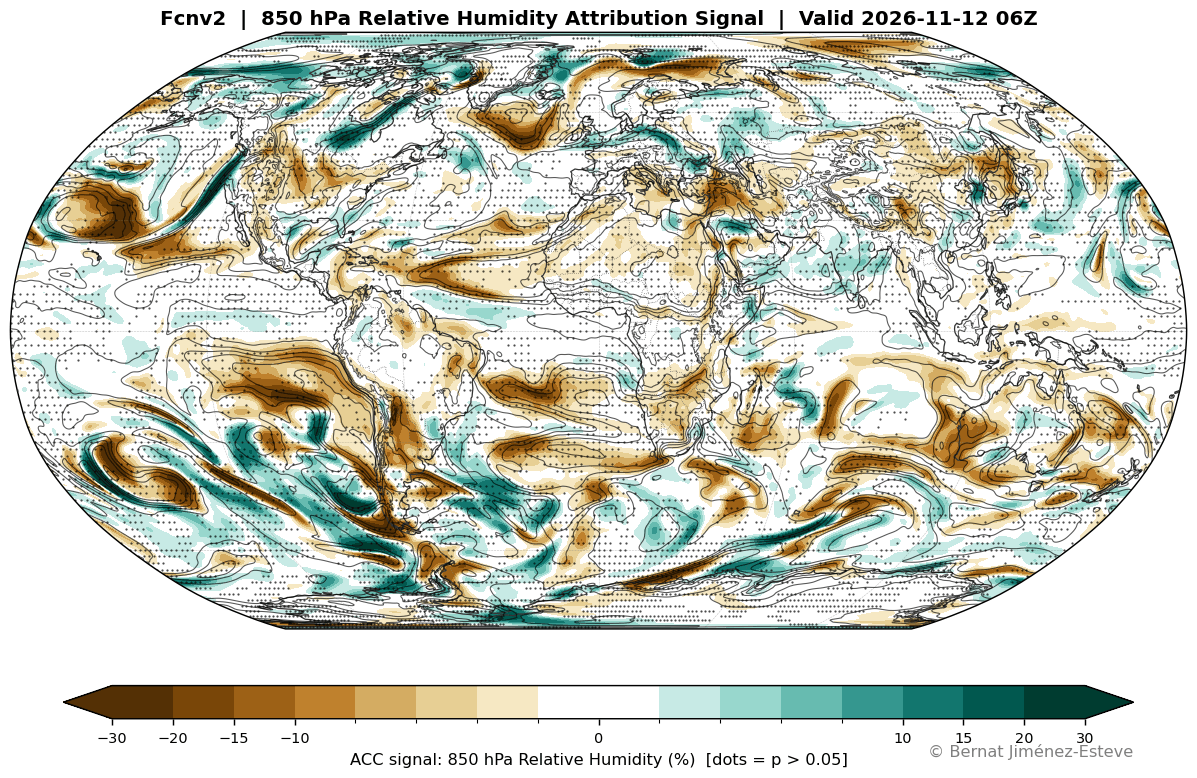 Fcnv2 | 850 hPa Relative Humidity Attribution Signal | Valid 2026-11-12 06Z
−30 −20 −15 −10 0 10 15 20 30
ACC signal: 850 hPa Relative Humidity (%) [dots = p > 0.05]
© Bernat Jiménez-Esteve